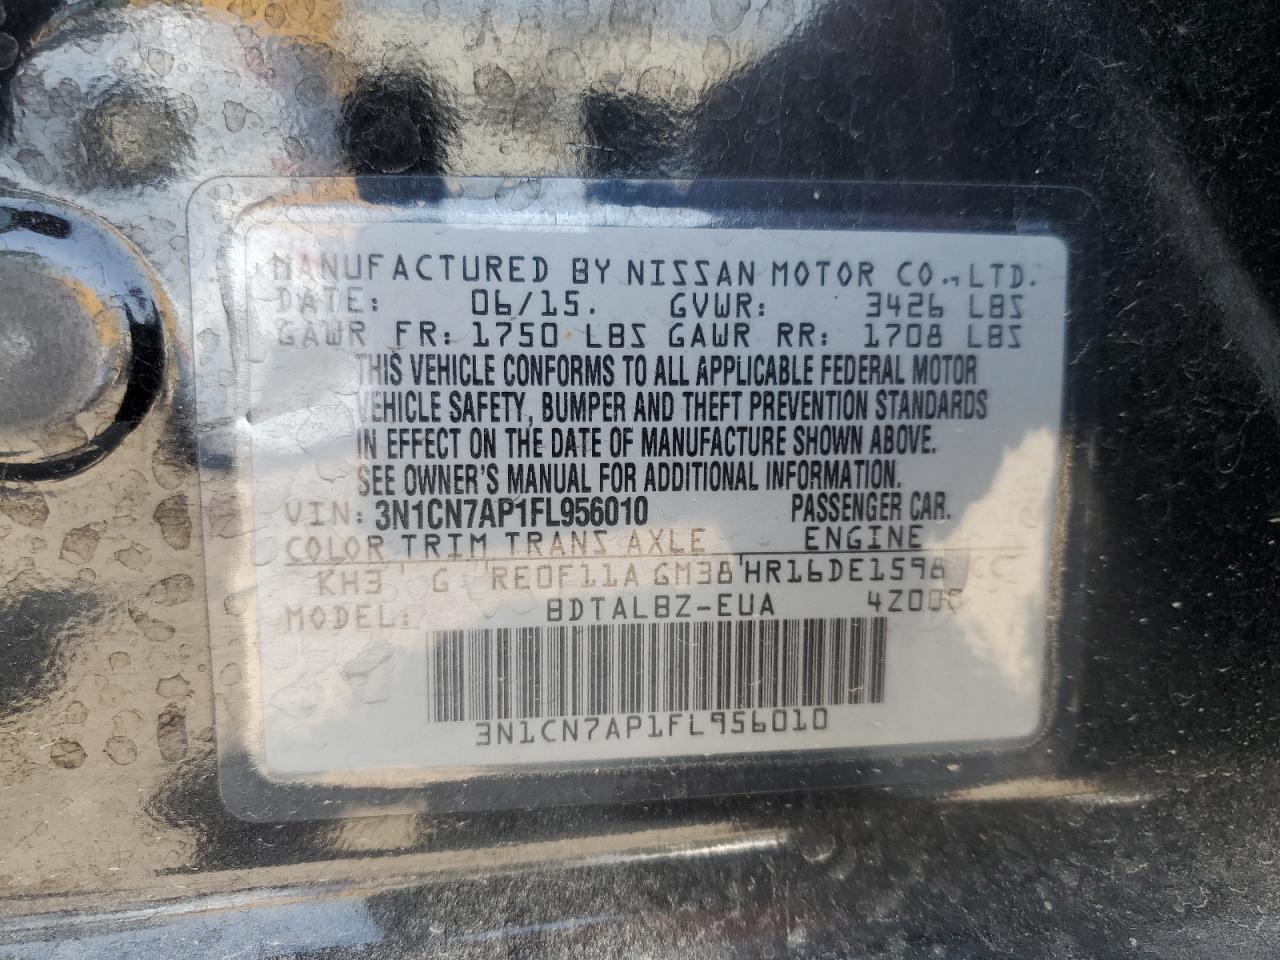 MANUFACTURED BY NISSAN MOTOR CO., LTD.
DATE: 06/15. GVWR: 3426 LBS
GAWR FR: 1750 LBS GAWR RR: 1708 LBS
THIS VEHICLE CONFORMS TO ALL APPLICABLE FEDERAL MOTOR
VEHICLE SAFETY, BUMPER AND THEFT PREVENTION STANDARDS
IN EFFECT ON THE DATE OF MANUFACTURE SHOWN ABOVE.
SEE OWNER'S MANUAL FOR ADDITIONAL INFORMATION.
VIN: 3N1CN7AP1FL956010 PASSENGER CAR.
COLOR TRIM TRANS AXLE ENGINE
KH3 G RE0F11A GM38 HR16DE1598 CC
MODEL: BDTALBZ-EUA
3N1CN7AP1FL956010